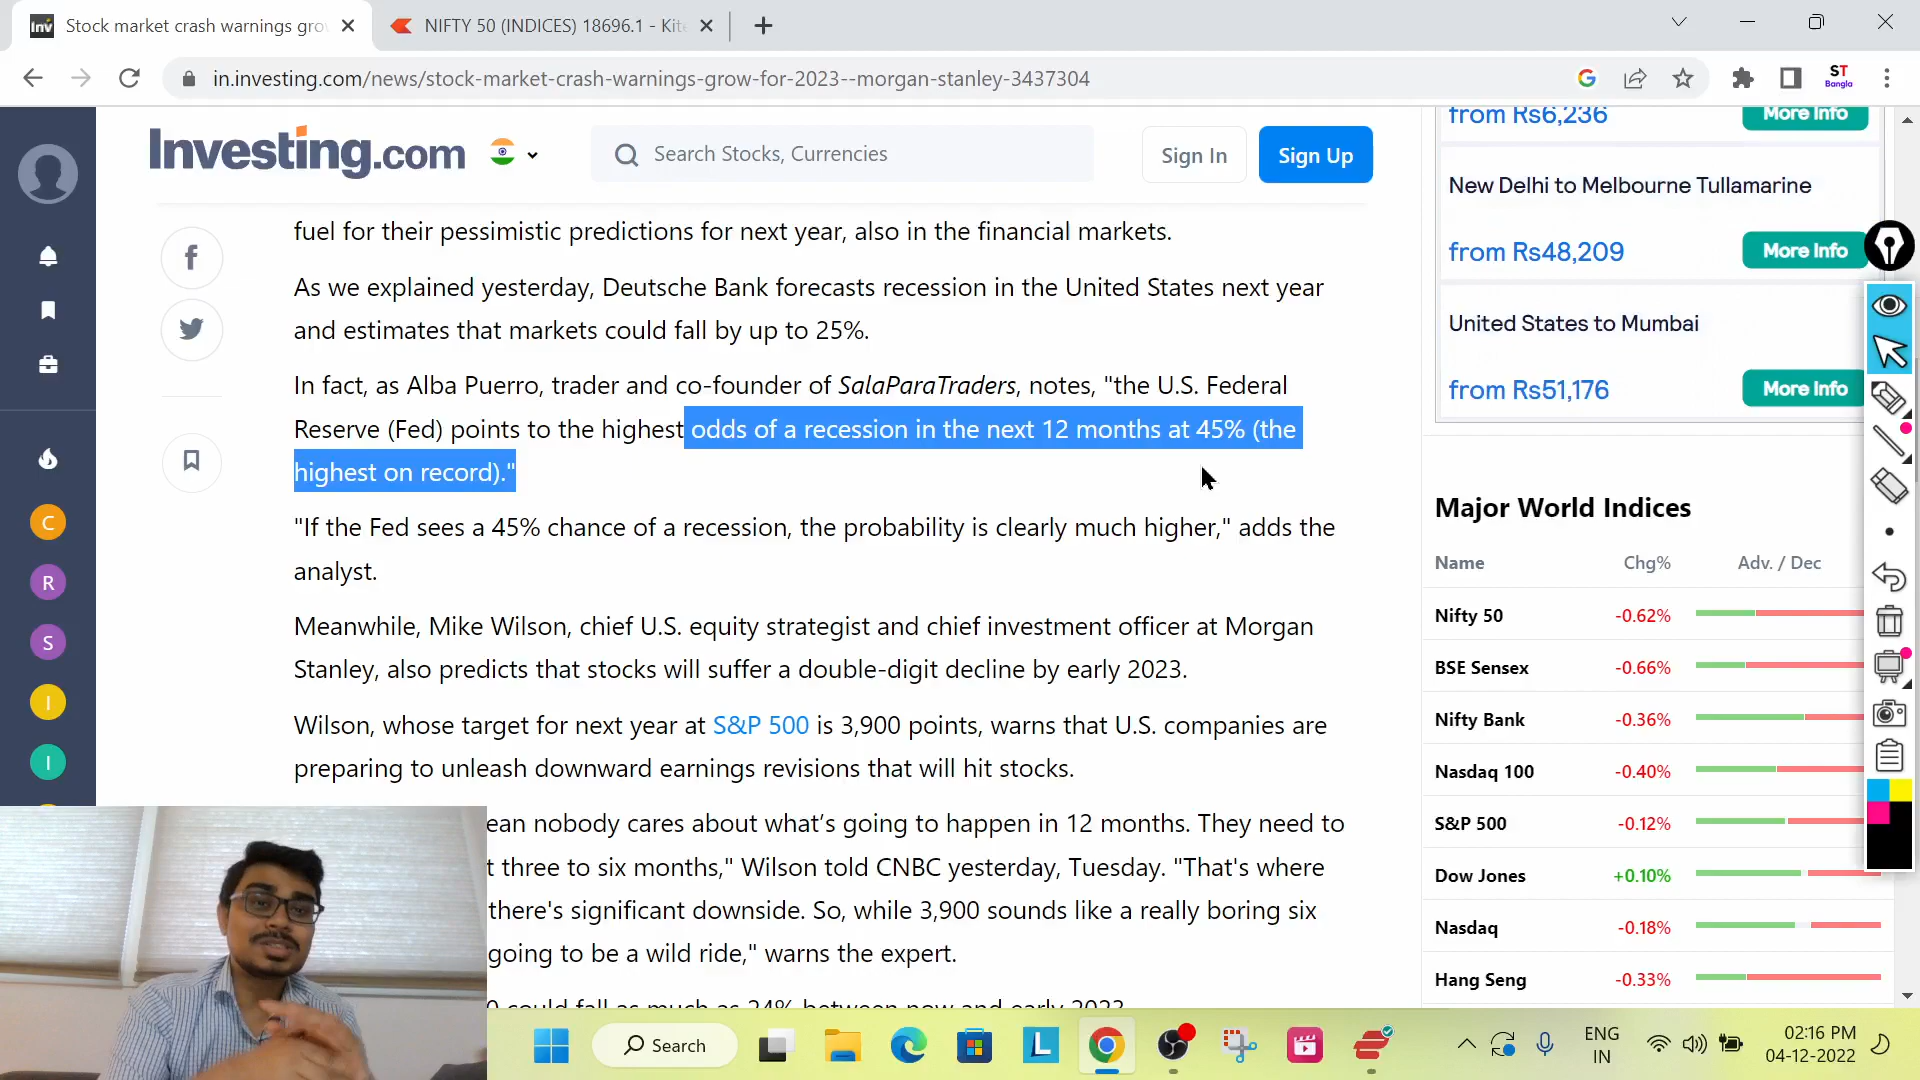 Stock market crash warnings gro
NIFTY 50 (INDICES) 18696.1 - Kite
in.investing.com/news/stock-market-crash-warnings-grow-for-2023--morgan-stanley-3437304
ST
Bangla
Investing.com
Search Stocks, Currencies
Sign In
Sign Up
fuel for their pessimistic predictions for next year, also in the financial markets.
As we explained yesterday, Deutsche Bank forecasts recession in the United States next year
and estimates that markets could fall by up to 25%.
In fact, as Alba Puerro, trader and co-founder of SalaParaTraders, notes, "the U.S. Federal
Reserve (Fed) points to the highest odds of a recession in the next 12 months at 45% (the
highest on record)."
"If the Fed sees a 45% chance of a recession, the probability is clearly much higher," adds the
analyst.
Meanwhile, Mike Wilson, chief U.S. equity strategist and chief investment officer at Morgan
Stanley, also predicts that stocks will suffer a double-digit decline by early 2023.
Wilson, whose target for next year at S&P 500 is 3,900 points, warns that U.S. companies are
preparing to unleash downward earnings revisions that will hit stocks.
ean nobody cares about what's going to happen in 12 months. They need to
t three to six months," Wilson told CNBC yesterday, Tuesday. "That's where
there's significant downside. So, while 3,900 sounds like a really boring six
going to be a wild ride," warns the expert.
0 could fall as much as 24% between now and early 2023
C
R
S
I
I
from Rs6,236
More Info
New Delhi to Melbourne Tullamarine
from Rs48,209
More Info
United States to Mumbai
from Rs51,176
More Info
Major World Indices
Name Chg% Adv. / Dec
Nifty 50 -0.62%
BSE Sensex -0.66%
Nifty Bank -0.36%
Nasdaq 100 -0.40%
S&P 500 -0.12%
Dow Jones +0.10%
Nasdaq -0.18%
Hang Seng -0.33%
Search
L
ENG
IN
02:16 PM
04-12-2022